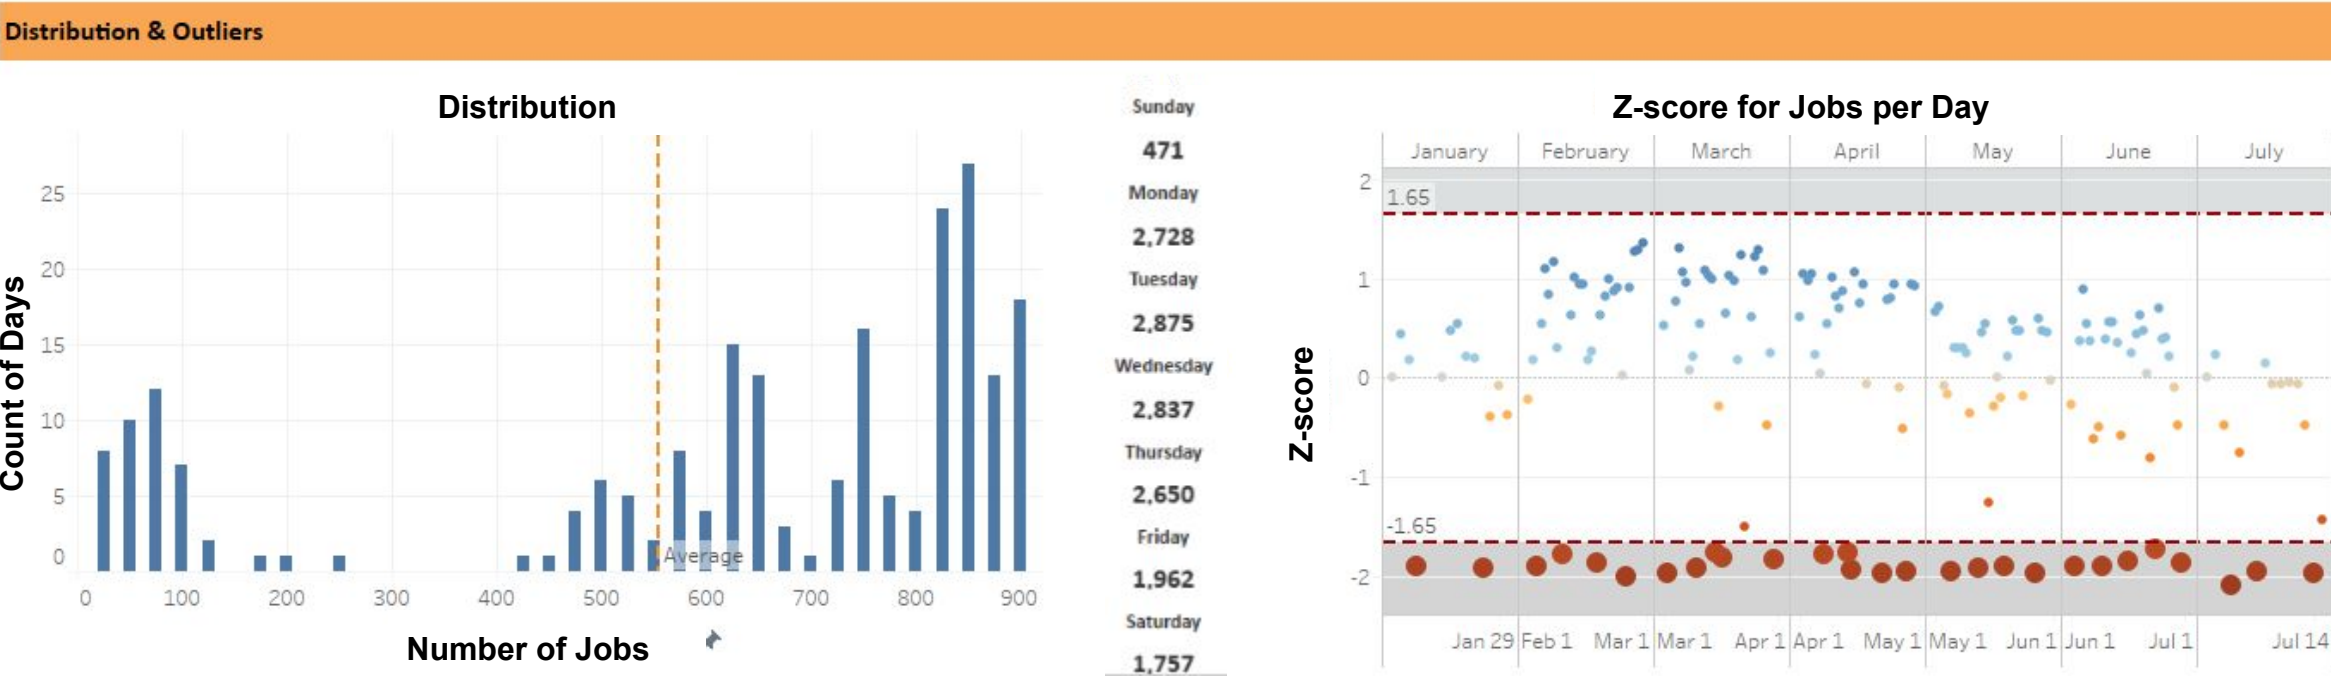 Distribution & Outliers
Distribution
25
20
15
10
5
0
Count of Days
Average
0 100 200 300 400 500 600 700 800 900
Number of Jobs
Sunday
471
Monday
2,728
Tuesday
2,875
Wednesday
2,837
Thursday
2,650
Friday
1,962
Saturday
1,757
Z-score for Jobs per Day
January February March April May June July
2
1.65
1
0
-1
-1.65
-2
Z-score
Jan 29 Feb 1 Mar 1 Mar 1 Apr 1 Apr 1 May 1 May 1 Jun 1 Jun 1 Jul 1 Jul 14